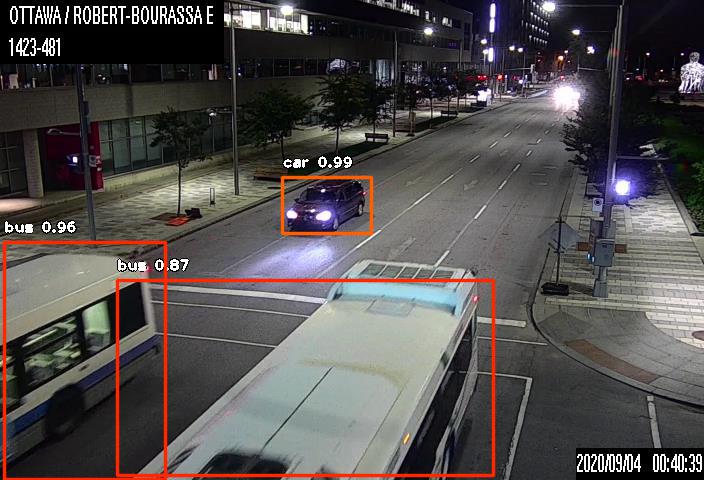 OTTAWA / ROBERT-BOURASSA E
1423-481
car 0.99
bus 0.96
bus 0.87
2020/09/04 00:40:39